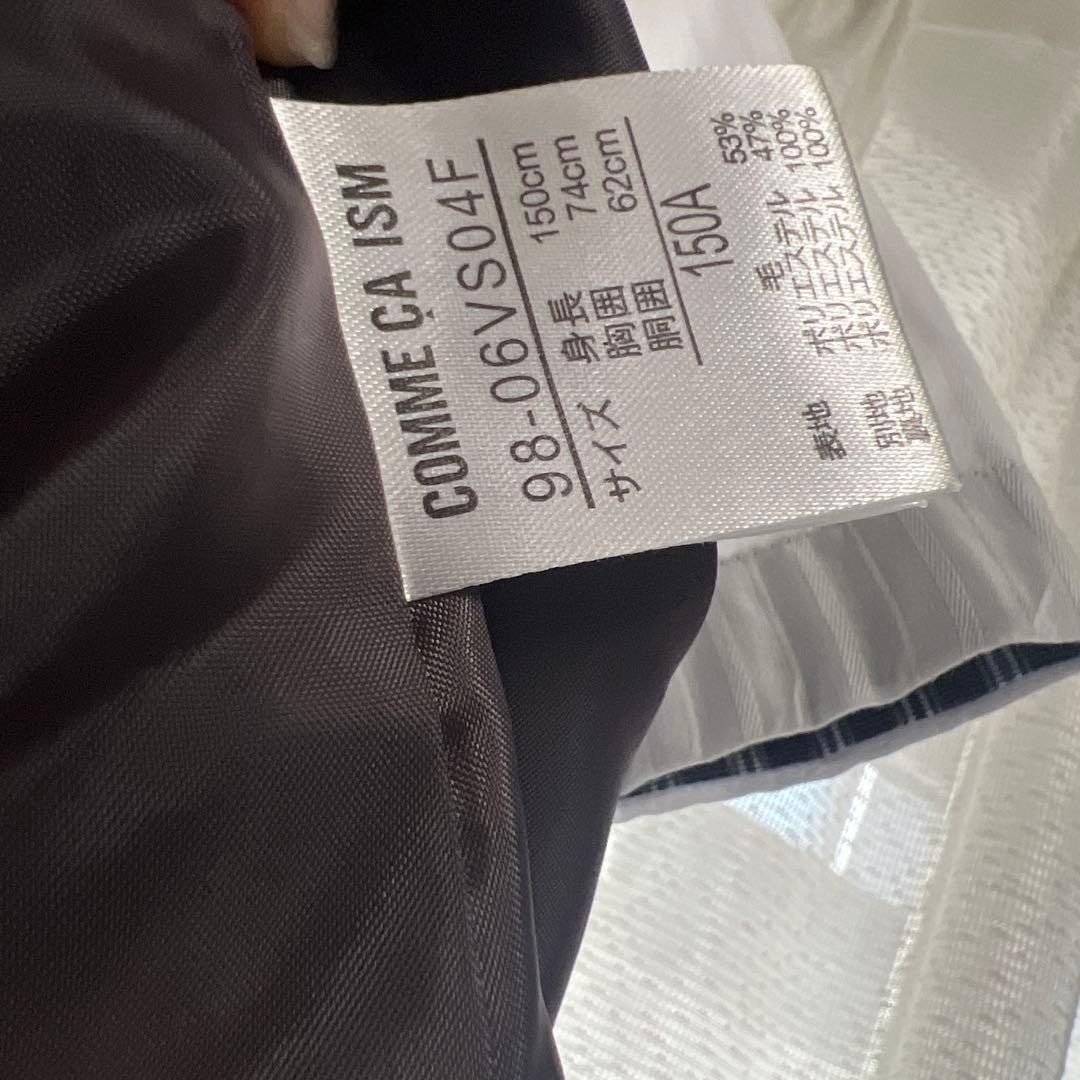 COMME ÇA ISM
98-06VS04F
サイズ 身長 150cm
胸囲 74cm
胴囲 62cm
150A
表地 毛 53%
ポリエステル 47%
別地 ポリエステル 100%
裏地 ポリエステル 100%